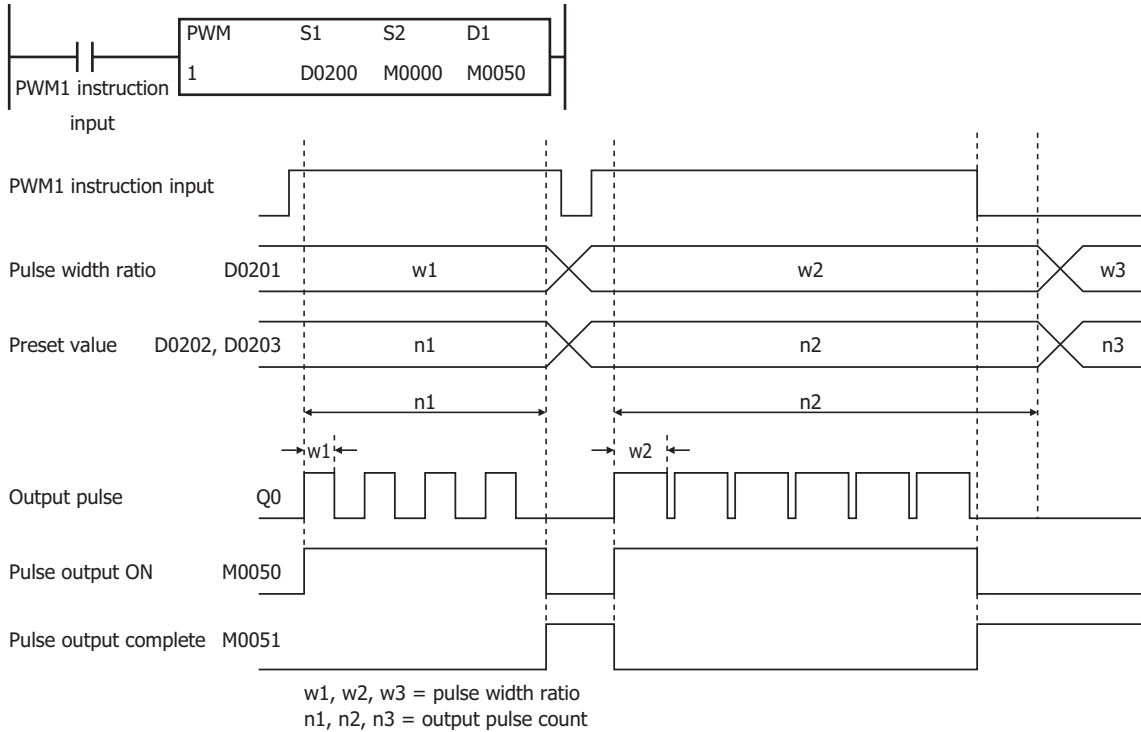 PWM S1 S2 D1
1 D0200 M0000 M0050
PWM1 instruction
input
PWM1 instruction input
Pulse width ratio D0201 w1 w2 w3
Preset value D0202, D0203 n1 n2 n3
n1 n2
w1 w2
Output pulse Q0
Pulse output ON M0050
Pulse output complete M0051
w1, w2, w3 = pulse width ratio
n1, n2, n3 = output pulse count